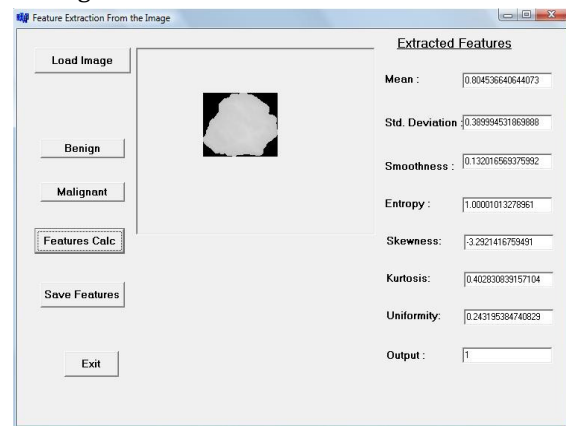 Feature Extraction From the Image
Extracted Features
Load Image
Benign
Malignant
Features Calc
Save Features
Exit
Mean : 0.804536640644073
Std. Deviation : 0.389994531869888
Smoothness : 0.132016569375992
Entropy : 1.00001013278961
Skewness: -3.2921416759491
Kurtosis: 0.402830839157104
Uniformity: 0.243195384740829
Output : 1